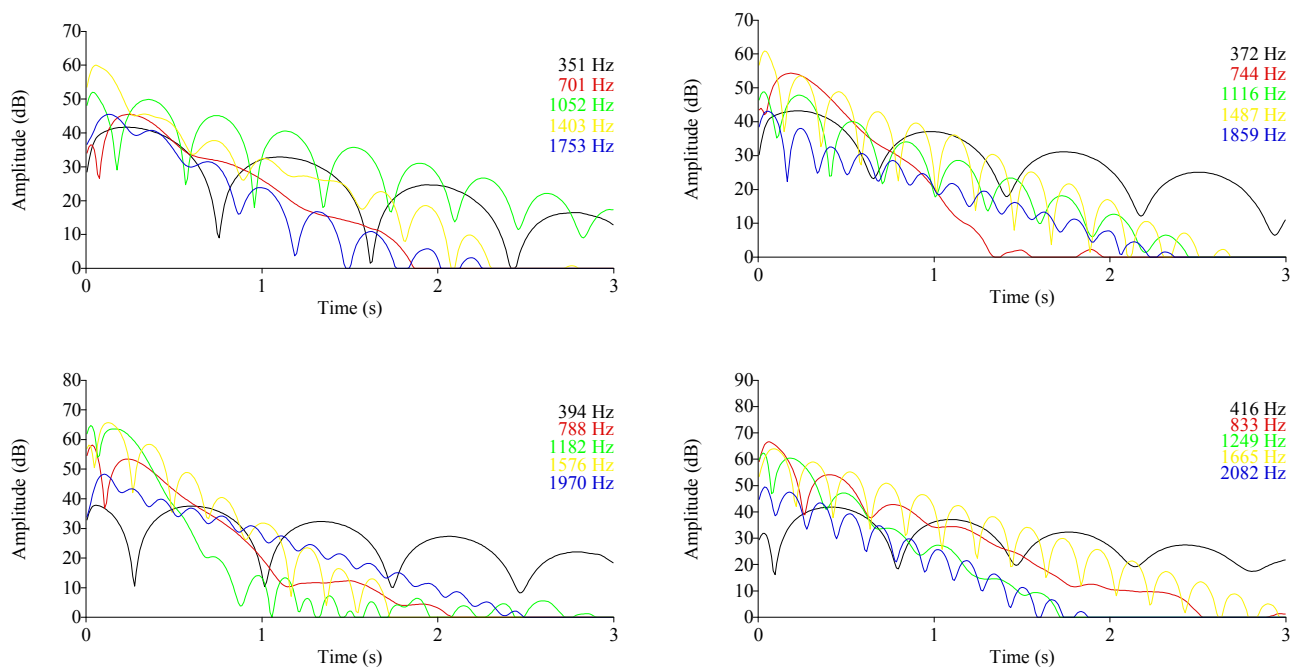 70
60
50
40
30
20
10
0
0 1 2 3
Amplitude (dB)
Time (s)
351 Hz
701 Hz
1052 Hz
1403 Hz
1753 Hz
70
60
50
40
30
20
10
0
0 1 2 3
Amplitude (dB)
Time (s)
372 Hz
744 Hz
1116 Hz
1487 Hz
1859 Hz
80
70
60
50
40
30
20
10
0
0 1 2 3
Amplitude (dB)
Time (s)
394 Hz
788 Hz
1182 Hz
1576 Hz
1970 Hz
90
80
70
60
50
40
30
20
10
0
0 1 2 3
Amplitude (dB)
Time (s)
416 Hz
833 Hz
1249 Hz
1665 Hz
2082 Hz